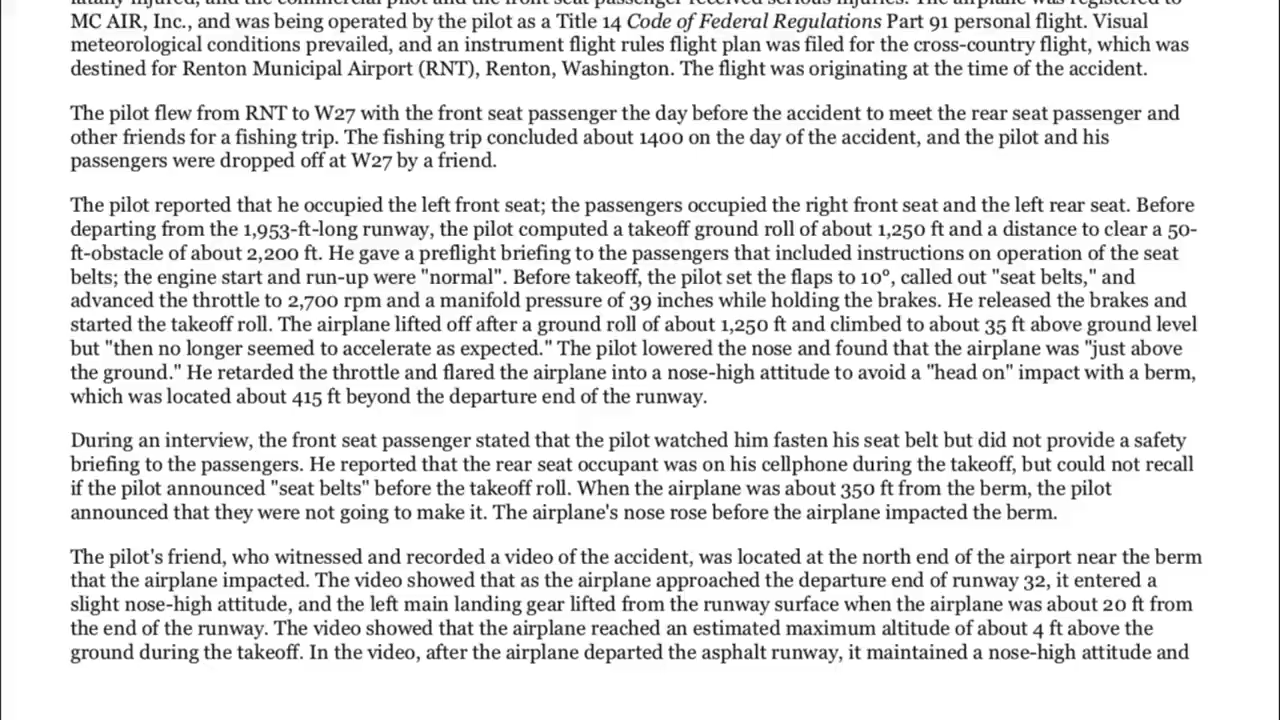 fatally injured, and the commercial pilot and the front seat passenger received serious injuries. The airplane was registered to
MC AIR, Inc., and was being operated by the pilot as a Title 14 Code of Federal Regulations Part 91 personal flight. Visual
meteorological conditions prevailed, and an instrument flight rules flight plan was filed for the cross-country flight, which was
destined for Renton Municipal Airport (RNT), Renton, Washington. The flight was originating at the time of the accident.
The pilot flew from RNT to W27 with the front seat passenger the day before the accident to meet the rear seat passenger and
other friends for a fishing trip. The fishing trip concluded about 1400 on the day of the accident, and the pilot and his
passengers were dropped off at W27 by a friend.
The pilot reported that he occupied the left front seat; the passengers occupied the right front seat and the left rear seat. Before
departing from the 1,953-ft-long runway, the pilot computed a takeoff ground roll of about 1,250 ft and a distance to clear a 50-
ft-obstacle of about 2,200 ft. He gave a preflight briefing to the passengers that included instructions on operation of the seat
belts; the engine start and run-up were "normal". Before takeoff, the pilot set the flaps to 10°, called out "seat belts," and
advanced the throttle to 2,700 rpm and a manifold pressure of 39 inches while holding the brakes. He released the brakes and
started the takeoff roll. The airplane lifted off after a ground roll of about 1,250 ft and climbed to about 35 ft above ground level
but "then no longer seemed to accelerate as expected." The pilot lowered the nose and found that the airplane was "just above
the ground." He retarded the throttle and flared the airplane into a nose-high attitude to avoid a "head on" impact with a berm,
which was located about 415 ft beyond the departure end of the runway.
During an interview, the front seat passenger stated that the pilot watched him fasten his seat belt but did not provide a safety
briefing to the passengers. He reported that the rear seat occupant was on his cellphone during the takeoff, but could not recall
if the pilot announced "seat belts" before the takeoff roll. When the airplane was about 350 ft from the berm, the pilot
announced that they were not going to make it. The airplane's nose rose before the airplane impacted the berm.
The pilot's friend, who witnessed and recorded a video of the accident, was located at the north end of the airport near the berm
that the airplane impacted. The video showed that as the airplane approached the departure end of runway 32, it entered a
slight nose-high attitude, and the left main landing gear lifted from the runway surface when the airplane was about 20 ft from
the end of the runway. The video showed that the airplane reached an estimated maximum altitude of about 4 ft above the
ground during the takeoff. In the video, after the airplane departed the asphalt runway, it maintained a nose-high attitude and